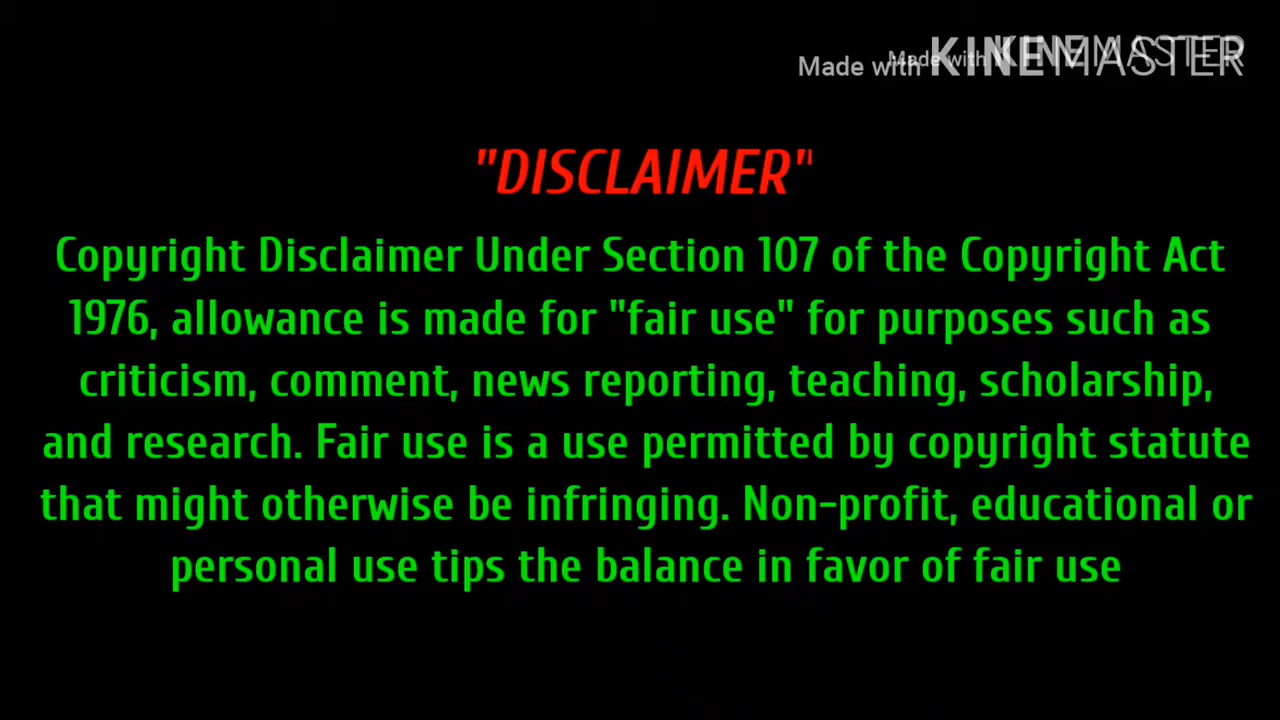 Made with KINEMASTER
Made with KINEMASTER
"DISCLAIMER"
Copyright Disclaimer Under Section 107 of the Copyright Act
1976, allowance is made for "fair use" for purposes such as
criticism, comment, news reporting, teaching, scholarship,
and research. Fair use is a use permitted by copyright statute
that might otherwise be infringing. Non-profit, educational or
personal use tips the balance in favor of fair use